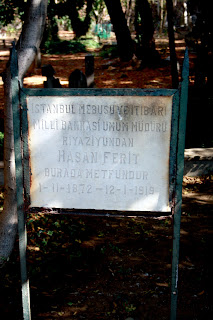 İSTANBUL MEBUSU VE İTİBARI
MİLLİ BANKASI UMUM MÜDÜRÜ
RİYAZİYUNDAN
HASAN FERİT
BURADA METFUNDUR
1-11-1872 — 12-1-1918